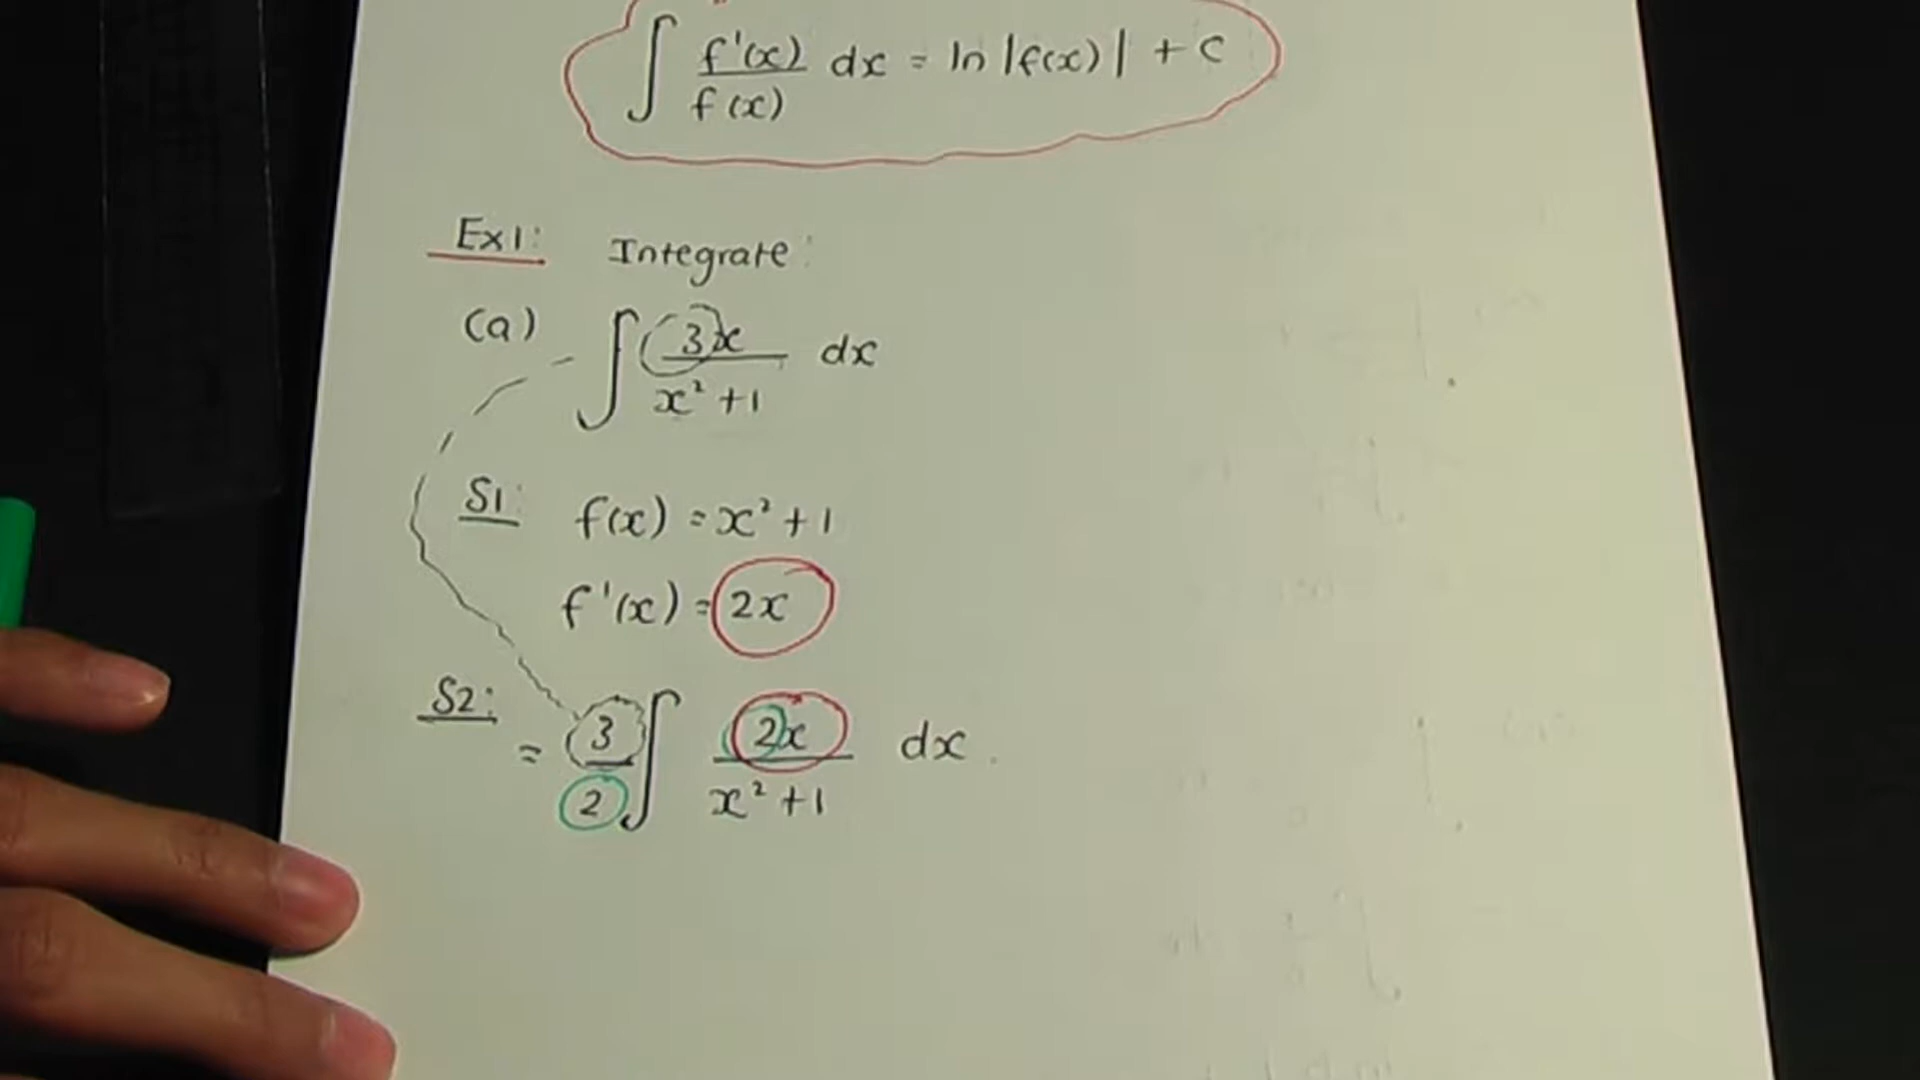 ∫ f'(x)/f(x) dx = ln |f(x)| + c
Ex1: Integrate:
(a) ∫ 3x/x²+1 dx
S1: f(x) = x²+1
f'(x) = 2x
S2: = 3/2 ∫ 2x/x²+1 dx.